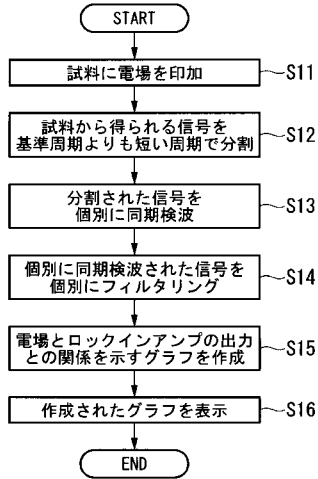 START
試料に電場を印加
S11
試料から得られる信号を
基準周期よりも短い周期で分割
S12
分割された信号を
個別に同期検波
S13
個別に同期検波された信号を
個別にフィルタリング
S14
電場とロックインアンプの出力
との関係を示すグラフを作成
S15
作成されたグラフを表示
S16
END